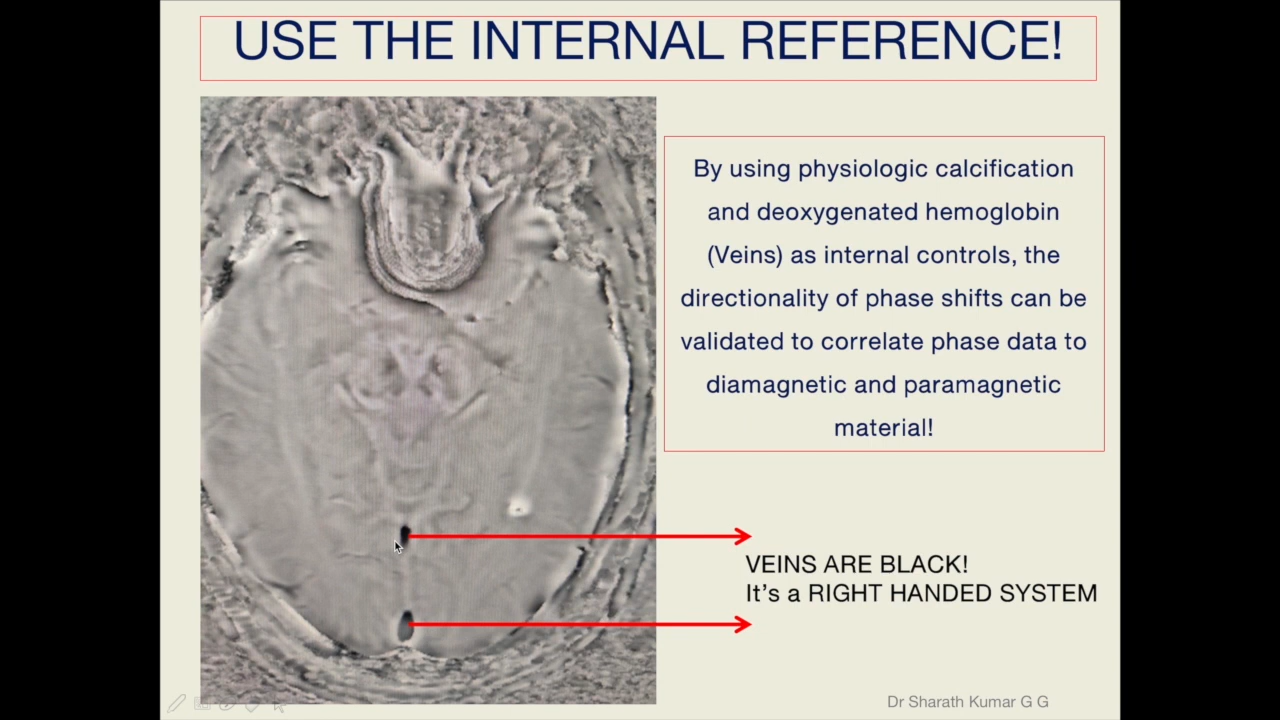 USE THE INTERNAL REFERENCE!
By using physiologic calcification
and deoxygenated hemoglobin
(Veins) as internal controls, the
directionality of phase shifts can be
validated to correlate phase data to
diamagnetic and paramagnetic
material!
VEINS ARE BLACK!
It's a RIGHT HANDED SYSTEM
Dr Sharath Kumar G G